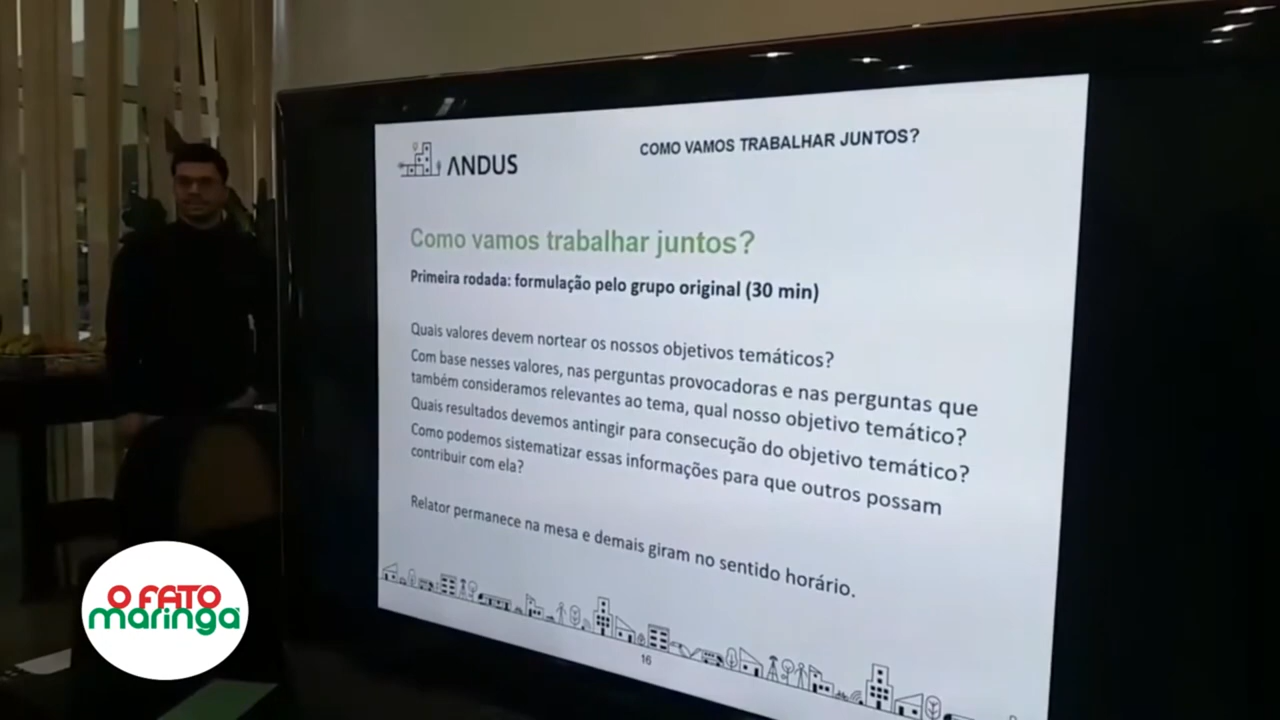 COMO VAMOS TRABALHAR JUNTOS?
ANDUS
Como vamos trabalhar juntos?
Primeira rodada: formulação pelo grupo original (30 min)
Quais valores devem nortear os nossos objetivos temáticos?
Com base nesses valores, nas perguntas provocadoras e nas perguntas que
também consideramos relevantes ao tema, qual nosso objetivo temático?
Quais resultados devemos antingir para consecução do objetivo temático?
Como podemos sistematizar essas informações para que outros possam
contribuir com ela?
Relator permanece na mesa e demais giram no sentido horário.
16
O FATO
maringa